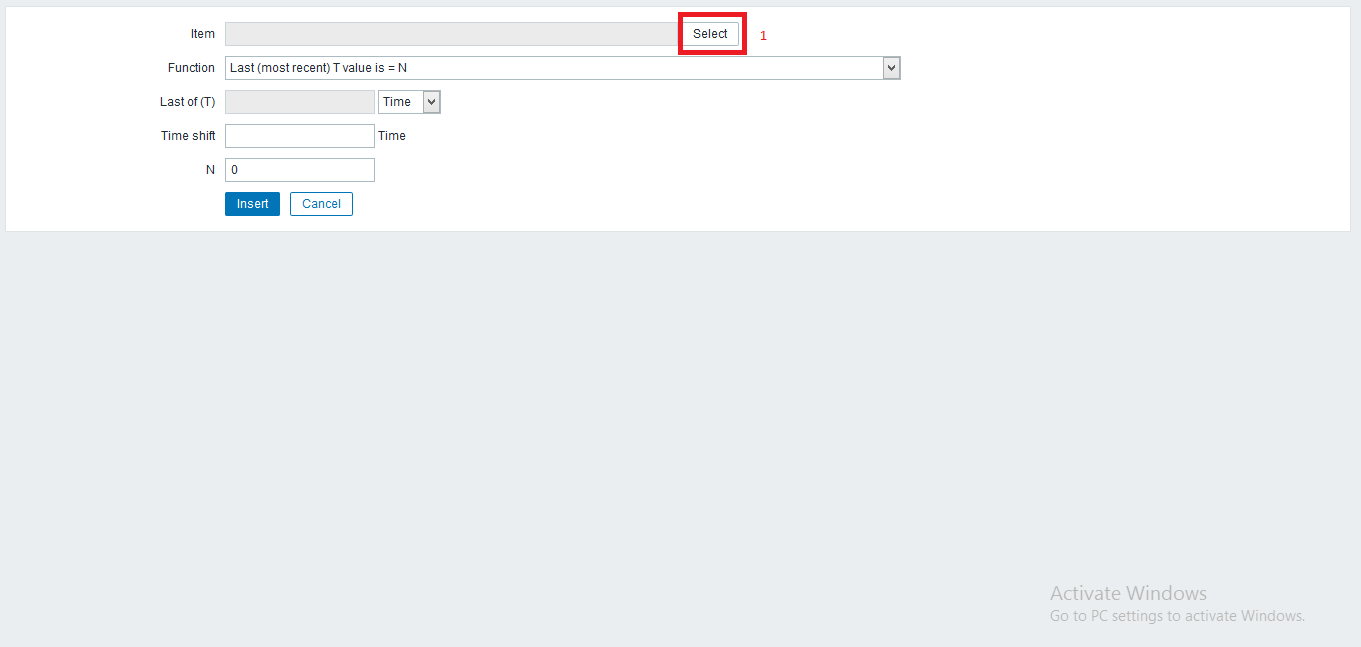 Item Select 1
Function Last (most recent) T value is = N
Last of (T) Time
Time shift Time
N 0
Insert Cancel
Activate Windows
Go to PC settings to activate Windows.